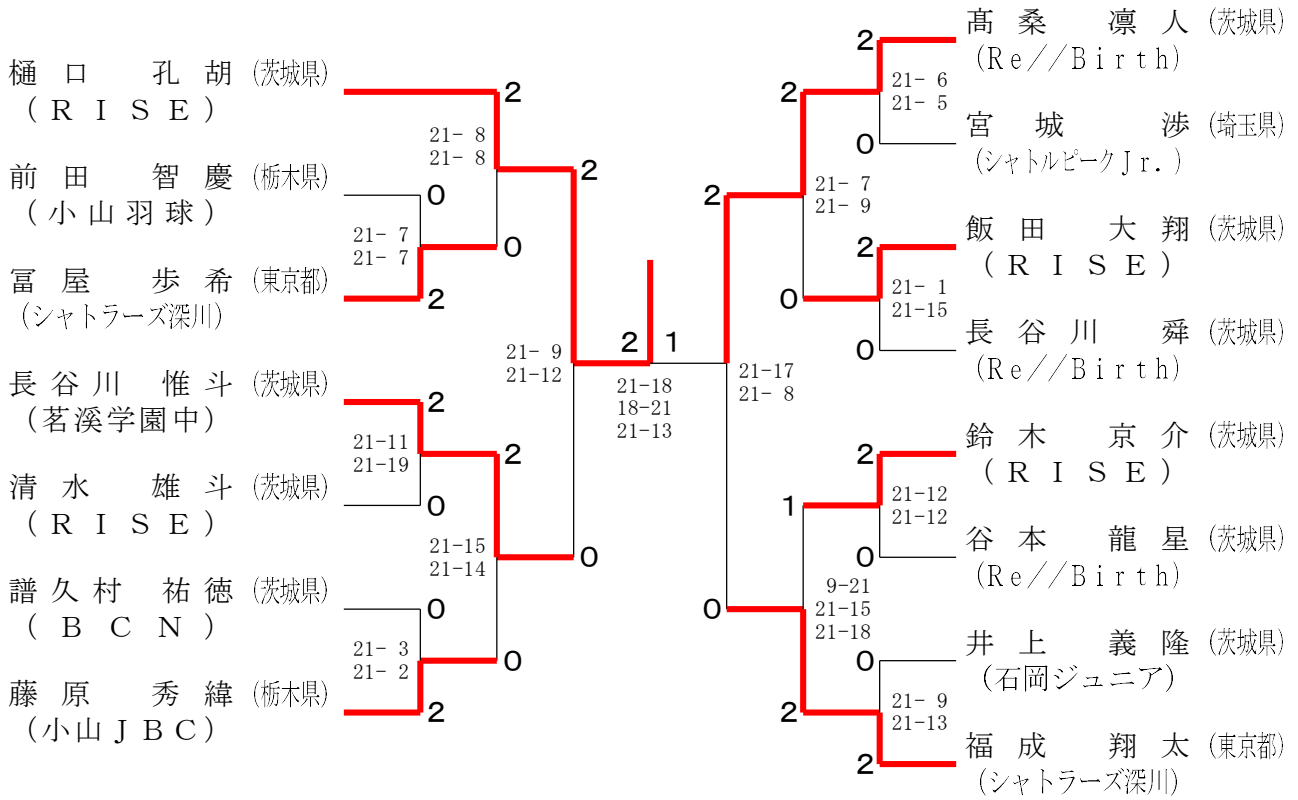 樋口 孔胡 (茨城県)
(RISE)
前田 智慶 (栃木県)
(小山羽球)
冨屋 歩希 (東京都)
(シャトラーズ深川)
長谷川 惟斗 (茨城県)
(茗溪学園中)
清水 雄斗 (茨城県)
(RISE)
譜久村 祐徳 (茨城県)
(BCN)
藤原 秀緯 (栃木県)
(小山JBC)
2
21- 8
21- 8
0
0
21- 7
21- 7
2
2
2
21-11
21-19
0
2
21-15
21-14
0
0
21- 3
21- 2
0
2
21- 9
21-12
2 1
21-18
18-21
21-13
2
21-17
21- 8
0
2
21- 7
21- 9
0
1
9-21
21-15
21-18
2
2
21- 6
21- 5
0
2
21- 1
21-15
0
2
21-12
21-12
0
0
21- 9
21-13
2
髙桑 凛人 (茨城県)
(Re//Birth)
宮城 渉 (埼玉県)
(シャトルピークJr.)
飯田 大翔 (茨城県)
(RISE)
長谷川 舜 (茨城県)
(Re//Birth)
鈴木 京介 (茨城県)
(RISE)
谷本 龍星 (茨城県)
(Re//Birth)
井上 義隆 (茨城県)
(石岡ジュニア)
福成 翔太 (東京都)
(シャトラーズ深川)